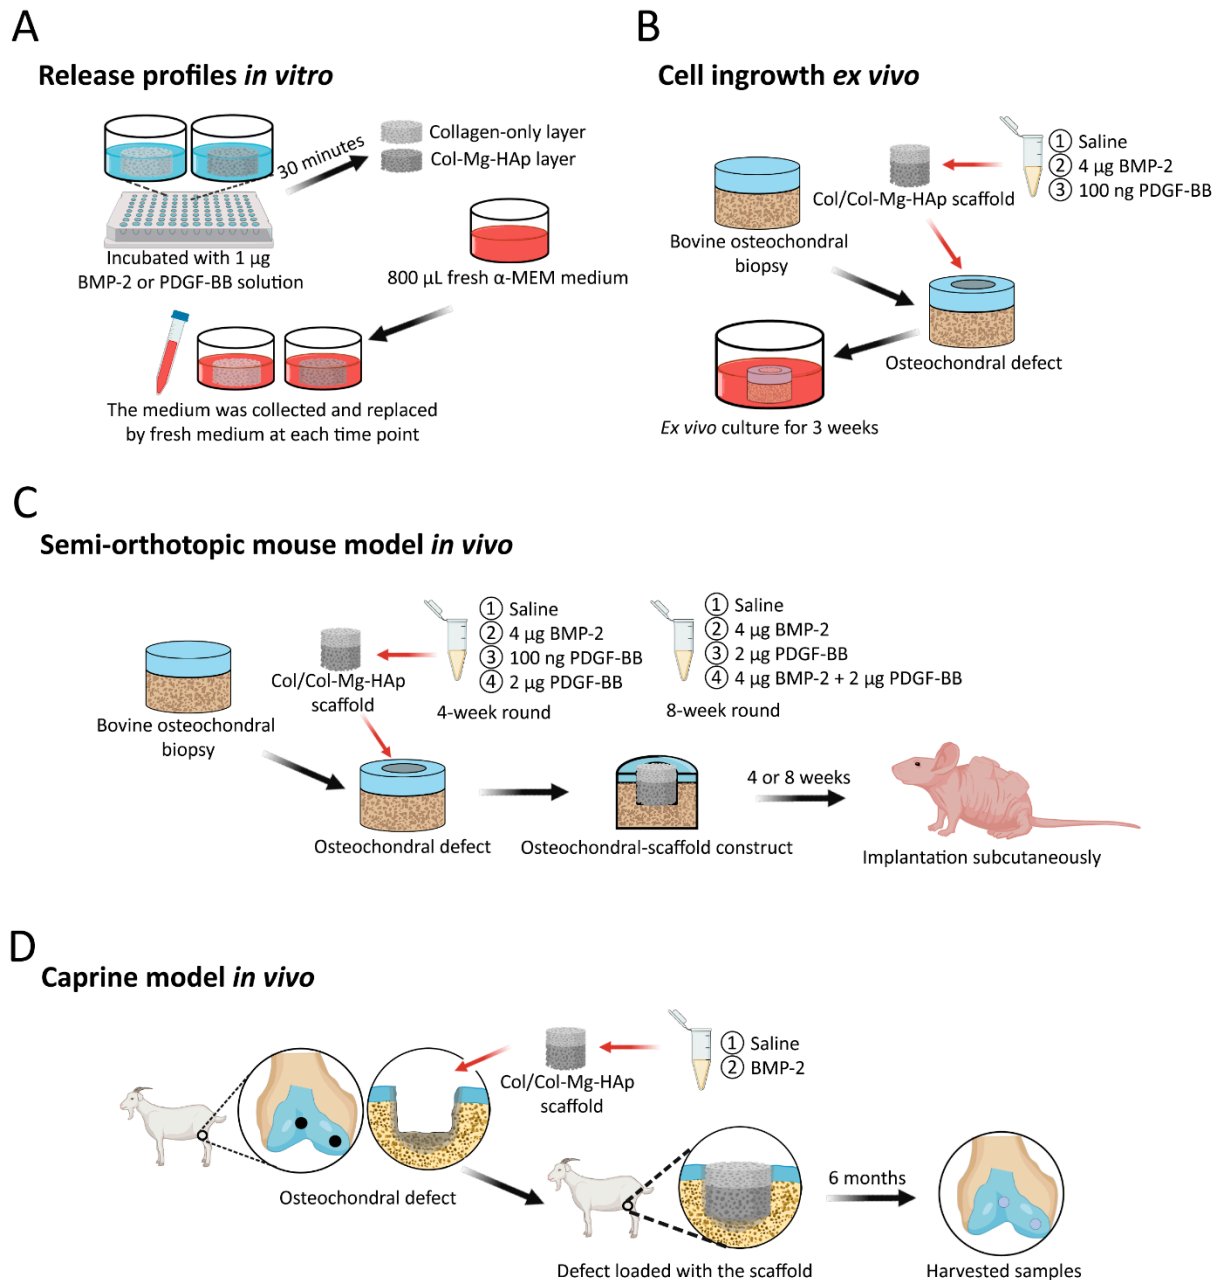 A
Release profiles in vitro
30 minutes
Collagen-only layer
Col-Mg-HAp layer
Incubated with 1 µg
BMP-2 or PDGF-BB solution
800 µL fresh α-MEM medium
The medium was collected and replaced
by fresh medium at each time point
B
Cell ingrowth ex vivo
1 Saline
2 4 µg BMP-2
3 100 ng PDGF-BB
Col/Col-Mg-HAp scaffold
Bovine osteochondral
biopsy
Osteochondral defect
Ex vivo culture for 3 weeks
C
Semi-orthotopic mouse model in vivo
1 Saline
2 4 µg BMP-2
3 100 ng PDGF-BB
4 2 µg PDGF-BB
4-week round
1 Saline
2 4 µg BMP-2
3 2 µg PDGF-BB
4 4 µg BMP-2 + 2 µg PDGF-BB
8-week round
Col/Col-Mg-HAp
scaffold
Bovine osteochondral
biopsy
Osteochondral defect
Osteochondral-scaffold construct
4 or 8 weeks
Implantation subcutaneously
D
Caprine model in vivo
1 Saline
2 BMP-2
Col/Col-Mg-HAp
scaffold
Osteochondral defect
Defect loaded with the scaffold
6 months
Harvested samples